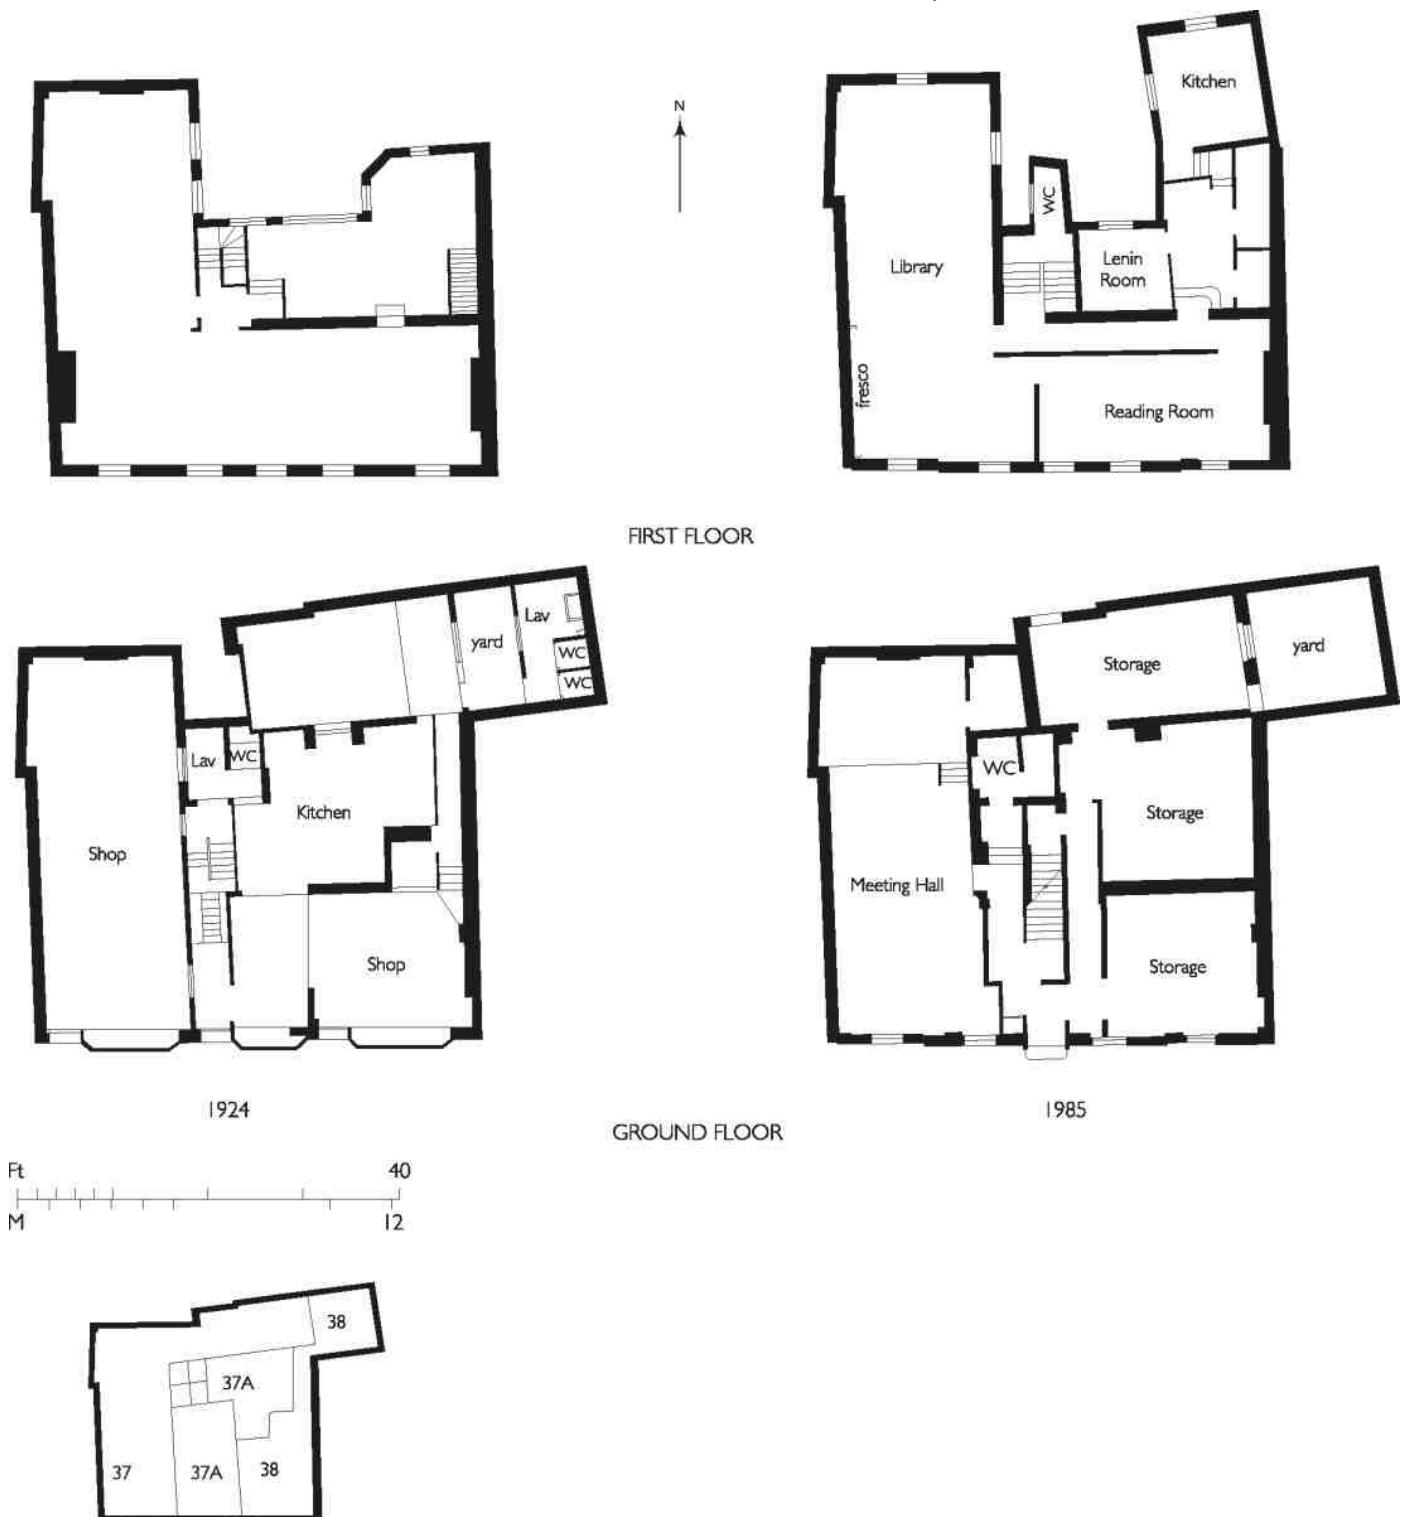 N
Kitchen
WC
Library
Lenin
Room
fresco
Reading Room
FIRST FLOOR
Lav
yard
WC
WC
Lav
WC
Kitchen
Shop
Shop
Storage
yard
WC
Storage
Meeting Hall
Storage
1924
1985
GROUND FLOOR
Ft 40
M 12
38
37A
37 37A 38